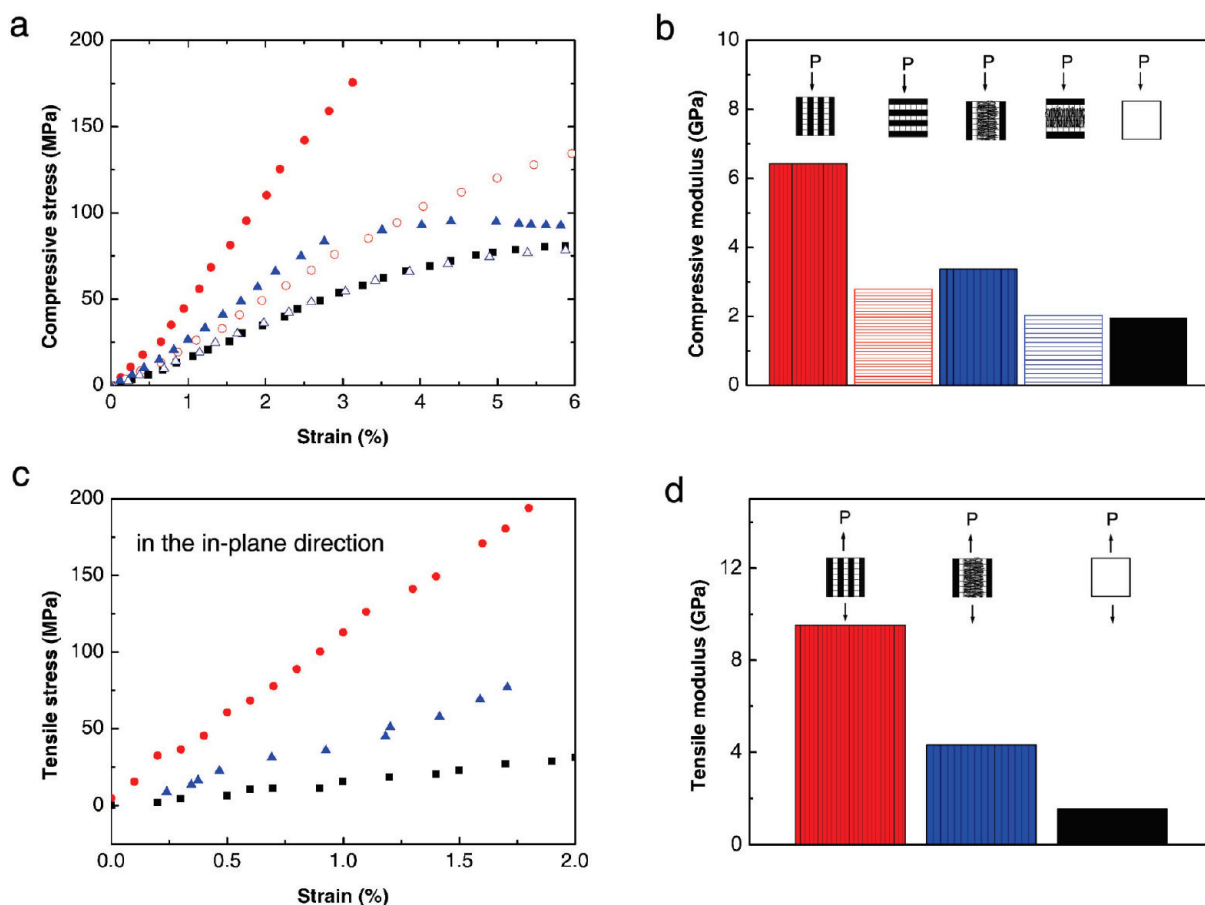 a
200
150
100
50
0
Compressive stress (MPa)
0 1 2 3 4 5 6
Strain (%)
b
10
8
6
4
2
0
Compressive modulus (GPa)
P P P P P
c
200
150
100
50
0
Tensile stress (MPa)
in the in-plane direction
0.0 0.5 1.0 1.5 2.0
Strain (%)
d
12
8
4
0
Tensile modulus (GPa)
P P P